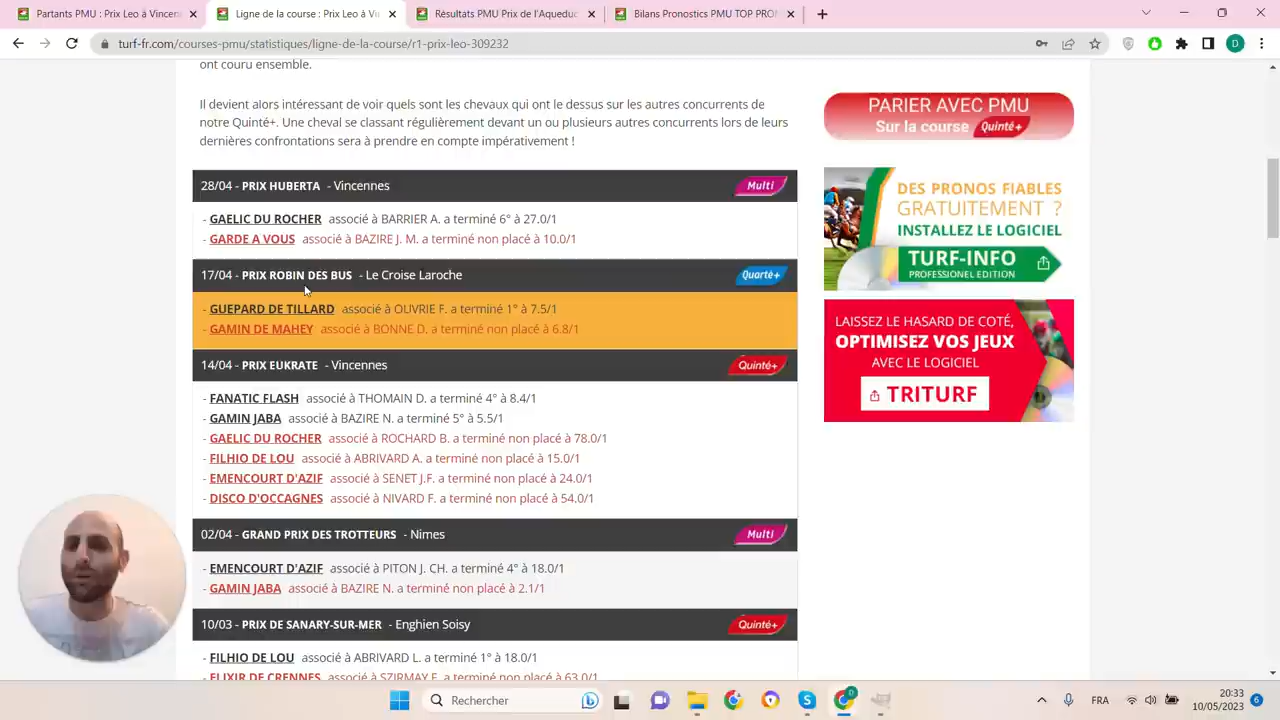 Partants PMU : Prix Leo à Vinc
Ligne de la Course : Prix Leo à Vi
Résultats PMU Prix de l'Aqueduc
Bilans Pronostics PMU TOP PRON
turf-fr.com/courses-pmu/statistiques/ligne-de-la-course/r1-prix-leo-309232
D
ont couru ensemble.
Il devient alors intéressant de voir quels sont les chevaux qui ont le dessus sur les autres concurrents de
notre Quinté+. Une cheval se classant régulièrement devant un ou plusieurs autres concurrents lors de leurs
dernières confrontations sera à prendre en compte impérativement !
28/04 - PRIX HUBERTA - Vincennes Multi
- GAELIC DU ROCHER associé à BARRIER A. a terminé 6° à 27.0/1
- GARDE A VOUS associé à BAZIRE J. M. a terminé non placé à 10.0/1
17/04 - PRIX ROBIN DES BUS - Le Croise Laroche Quarté+
- GUEPARD DE TILLARD associé à OUVRIE F. a terminé 1° à 7.5/1
- GAMIN DE MAHEY associé à BONNE D. a terminé non placé à 6.8/1
14/04 - PRIX EUKRATE - Vincennes Quinté+
- FANATIC FLASH associé à THOMAIN D. a terminé 4° à 8.4/1
- GAMIN JABA associé à BAZIRE N. a terminé 5° à 5.5/1
- GAELIC DU ROCHER associé à ROCHARD B. a terminé non placé à 78.0/1
- FILHIO DE LOU associé à ABRIVARD A. a terminé non placé à 15.0/1
- EMENCOURT D'AZIF associé à SENET J.F. a terminé non placé à 24.0/1
- DISCO D'OCCAGNES associé à NIVARD F. a terminé non placé à 54.0/1
02/04 - GRAND PRIX DES TROTTEURS - Nimes Multi
- EMENCOURT D'AZIF associé à PITON J. CH. a terminé 4° à 18.0/1
- GAMIN JABA associé à BAZIRE N. a terminé non placé à 2.1/1
10/03 - PRIX DE SANARY-SUR-MER - Enghien Soisy Quinté+
- FILHIO DE LOU associé à ABRIVARD L. a terminé 1° à 18.0/1
- ELIXIR DE CRENNES associé à SZIRMAY E. a terminé non placé à 63.0/1
PARIER AVEC PMU
Sur la course Quinté+
DES PRONOS FIABLES
GRATUITEMENT ?
INSTALLEZ LE LOGICIEL
TURF-INFO
PROFESSIONEL EDITION
LAISSEZ LE HASARD DE COTÉ,
OPTIMISEZ VOS JEUX
AVEC LE LOGICIEL
TRITURF
Rechercher
FRA
20:33
10/05/2023
6